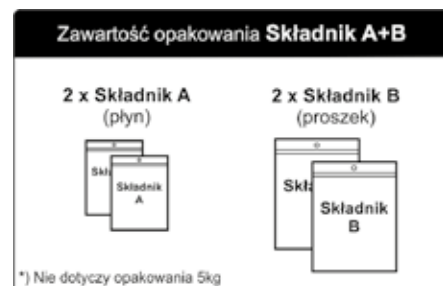 Zawartość opakowania Składnik A+B
2 x Składnik A
(płyn)
2 x Składnik B
(proszek)
Składnik
A
Składnik
B
*) Nie dotyczy opakowania 5kg